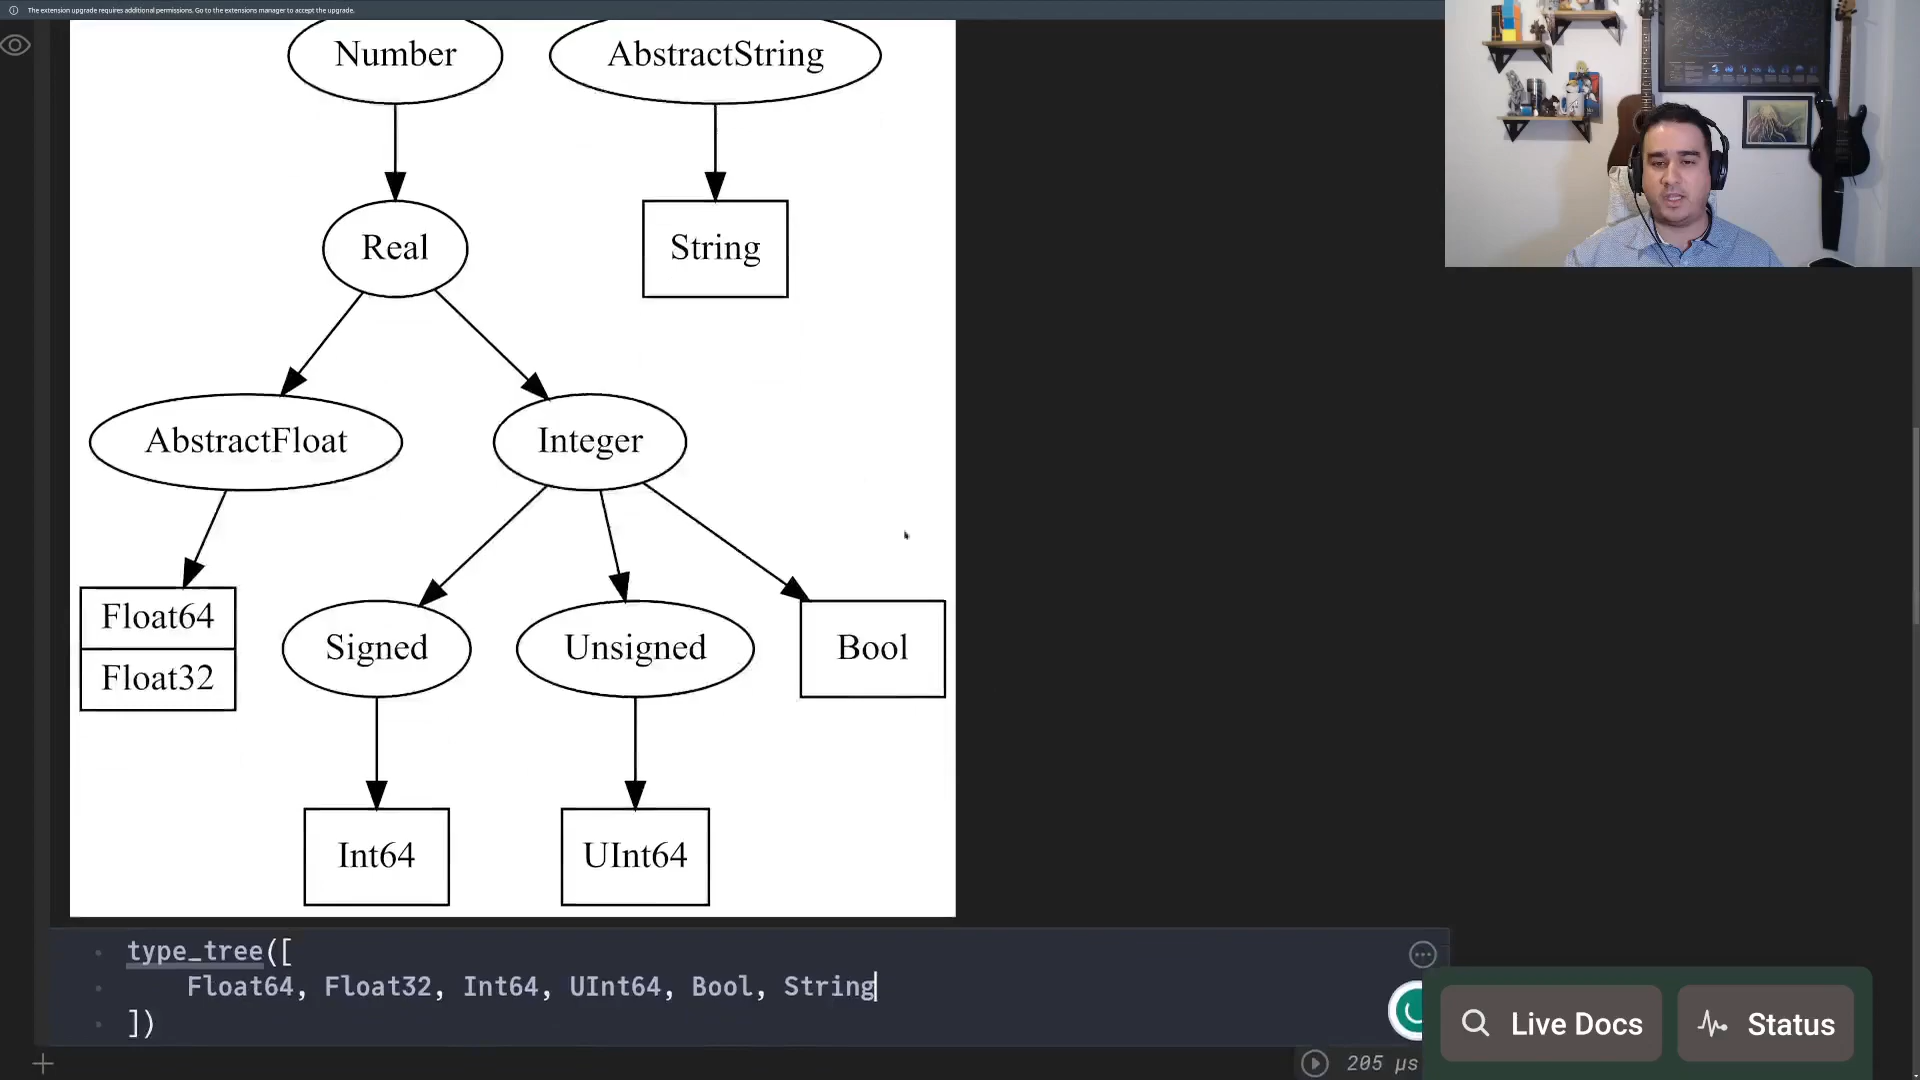 The extension upgrade requires additional permissions. Go to the extensions manager to accept the upgrade.
Number
AbstractString
Real
String
AbstractFloat
Integer
Float64
Float32
Signed
Unsigned
Bool
Int64
UInt64
type_tree([
Float64, Float32, Int64, UInt64, Bool, String
])
Live Docs
Status
205 μs